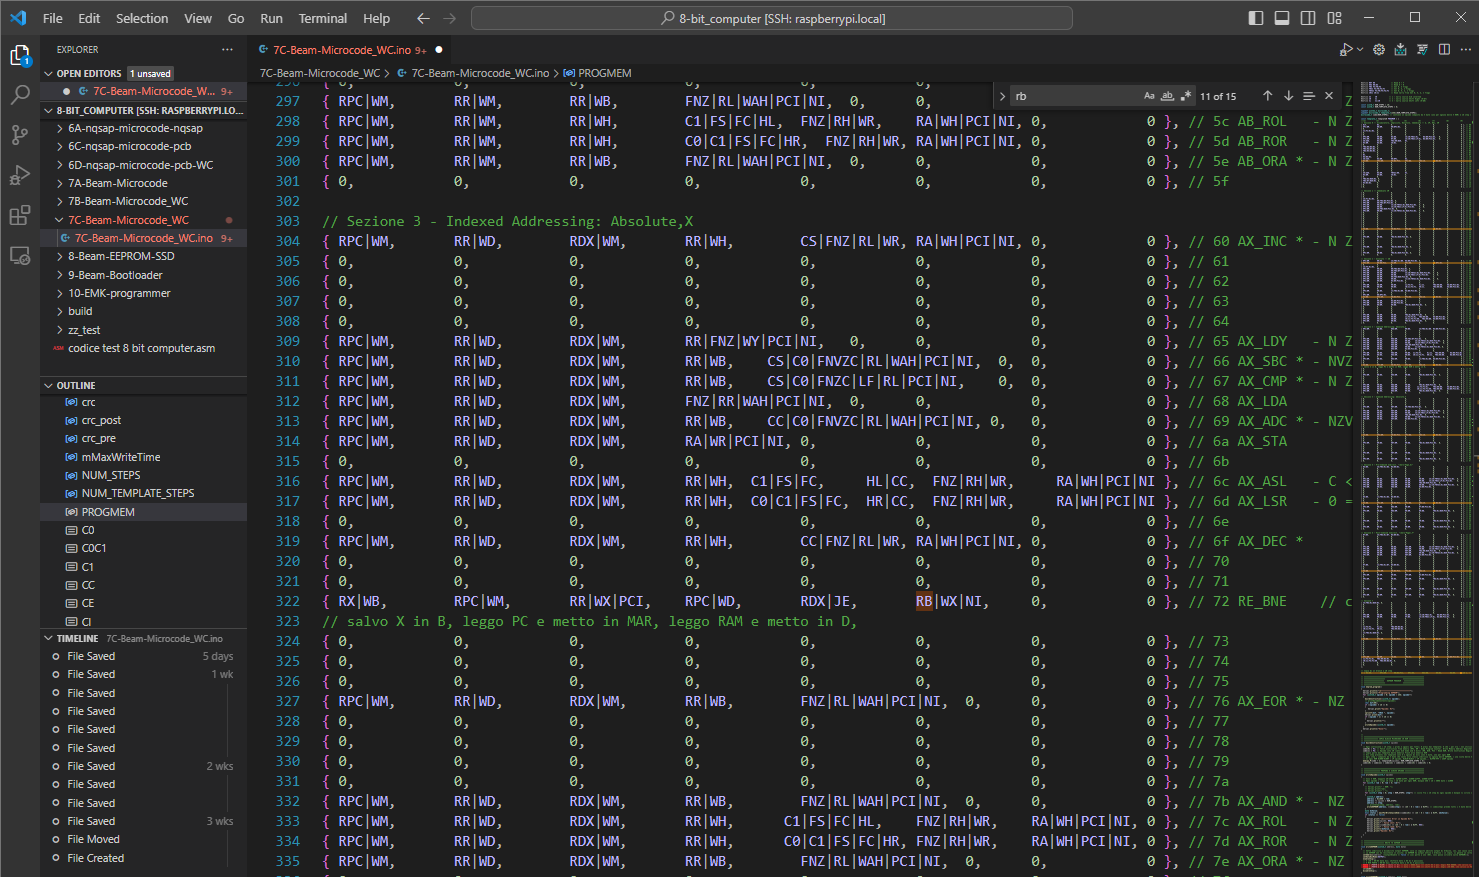 File Edit Selection View Go Run Terminal Help 8-bit_computer [SSH: raspberrypi.local]
EXPLORER
OPEN EDITORS 1 unsaved
7C-Beam-Microcode_W... 9+
8-BIT_COMPUTER [SSH: RASPBERRYPI.LO...
6A-nqsap-microcode-nqsap
6C-nqsap-microcode-pcb
6D-nqsap-microcode-pcb-WC
7A-Beam-Microcode
7B-Beam-Microcode_WC
7C-Beam-Microcode_WC
7C-Beam-Microcode_WC.ino 9+
8-Beam-EEPROM-SSD
9-Beam-Bootloader
10-EMK-programmer
build
zz_test
ASM codice test 8 bit computer.asm
OUTLINE
crc
crc_post
crc_pre
mMaxWriteTime
NUM_STEPS
NUM_TEMPLATE_STEPS
PROGMEM
C0
C0C1
C1
CC
CE
CI
TIMELINE 7C-Beam-Microcode_WC.ino
File Saved 5 days
File Saved 1 wk
File Saved
File Saved
File Saved
File Saved
File Saved 2 wks
File Saved
File Saved
File Saved 3 wks
File Moved
File Created
7C-Beam-Microcode_WC.ino 9+
7C-Beam-Microcode_WC > 7C-Beam-Microcode_WC.ino > PROGMEM
rb Aa ab 11 of 15
297 { RPC|WM, RR|WM, RR|WB, FNZ|RL|WAH|PCI|NI, 0, 0 Z
298 { RPC|WM, RR|WM, RR|WH, C1|FS|FC|HL, FNZ|RH|WR, RA|WH|PCI|NI, 0, 0 }, // 5c AB_ROL - N Z
299 { RPC|WM, RR|WM, RR|WH, C0|C1|FS|FC|HR, FNZ|RH|WR, RA|WH|PCI|NI, 0, 0 }, // 5d AB_ROR - N Z
300 { RPC|WM, RR|WM, RR|WB, FNZ|RL|WAH|PCI|NI, 0, 0, 0, 0 }, // 5e AB_ORA * - N Z
301 { 0, 0, 0, 0, 0, 0, 0, 0 }, // 5f
302
303 // Sezione 3 - Indexed Addressing: Absolute,X
304 { RPC|WM, RR|WD, RDX|WM, RR|WH, CS|FNZ|RL|WR, RA|WH|PCI|NI, 0, 0 }, // 60 AX_INC * - N Z
305 { 0, 0, 0, 0, 0, 0, 0, 0 }, // 61
306 { 0, 0, 0, 0, 0, 0, 0, 0 }, // 62
307 { 0, 0, 0, 0, 0, 0, 0, 0 }, // 63
308 { 0, 0, 0, 0, 0, 0, 0, 0 }, // 64
309 { RPC|WM, RR|WD, RDX|WM, RR|FNZ|WY|PCI|NI, 0, 0, 0, 0 }, // 65 AX_LDY - N Z
310 { RPC|WM, RR|WD, RDX|WM, RR|WB, CS|C0|FNVZC|RL|WAH|PCI|NI, 0, 0, 0 }, // 66 AX_SBC * - NVZ
311 { RPC|WM, RR|WD, RDX|WM, RR|WB, CS|C0|FNZC|LF|RL|PCI|NI, 0, 0, 0 }, // 67 AX_CMP * - N Z
312 { RPC|WM, RR|WD, RDX|WM, FNZ|RR|WAH|PCI|NI, 0, 0, 0, 0 }, // 68 AX_LDA
313 { RPC|WM, RR|WD, RDX|WM, RR|WB, CC|C0|FNVZC|RL|WAH|PCI|NI, 0, 0, 0 }, // 69 AX_ADC * - NZV
314 { RPC|WM, RR|WD, RDX|WM, RA|WR|PCI|NI, 0, 0, 0, 0 }, // 6a AX_STA
315 { 0, 0, 0, 0, 0, 0, 0, 0 }, // 6b
316 { RPC|WM, RR|WD, RDX|WM, RR|WH, C1|FS|FC, HL|CC, FNZ|RH|WR, RA|WH|PCI|NI }, // 6c AX_ASL - C <
317 { RPC|WM, RR|WD, RDX|WM, RR|WH, C0|C1|FS|FC, HR|CC, FNZ|RH|WR, RA|WH|PCI|NI }, // 6d AX_LSR - 0 =
318 { 0, 0, 0, 0, 0, 0, 0, 0 }, // 6e
319 { RPC|WM, RR|WD, RDX|WM, RR|WH, CC|FNZ|RL|WR, RA|WH|PCI|NI, 0, 0 }, // 6f AX_DEC *
320 { 0, 0, 0, 0, 0, 0, 0, 0 }, // 70
321 { 0, 0, 0, 0, 0, 0, 0, 0 }, // 71
322 { RX|WB, RPC|WM, RR|WX|PCI, RPC|WD, RDX|JE, RB|WX|NI, 0, 0 }, // 72 RE_BNE // c
323 // salvo X in B, leggo PC e metto in MAR, leggo RAM e metto in D,
324 { 0, 0, 0, 0, 0, 0, 0, 0 }, // 73
325 { 0, 0, 0, 0, 0, 0, 0, 0 }, // 74
326 { 0, 0, 0, 0, 0, 0, 0, 0 }, // 75
327 { RPC|WM, RR|WD, RDX|WM, RR|WB, FNZ|RL|WAH|PCI|NI, 0, 0, 0 }, // 76 AX_EOR * - NZ
328 { 0, 0, 0, 0, 0, 0, 0, 0 }, // 77
329 { 0, 0, 0, 0, 0, 0, 0, 0 }, // 78
330 { 0, 0, 0, 0, 0, 0, 0, 0 }, // 79
331 { 0, 0, 0, 0, 0, 0, 0, 0 }, // 7a
332 { RPC|WM, RR|WD, RDX|WM, RR|WB, FNZ|RL|WAH|PCI|NI, 0, 0, 0 }, // 7b AX_AND * - NZ
333 { RPC|WM, RR|WD, RDX|WM, RR|WH, C1|FS|FC|HL, FNZ|RH|WR, RA|WH|PCI|NI, 0 }, // 7c AX_ROL - N Z
334 { RPC|WM, RR|WD, RDX|WM, RR|WH, C0|C1|FS|FC|HR, FNZ|RH|WR, RA|WH|PCI|NI, 0 }, // 7d AX_ROR - N Z
335 { RPC|WM, RR|WD, RDX|WM, RR|WB, FNZ|RL|WAH|PCI|NI, 0, 0, 0 }, // 7e AX_ORA * - NZ